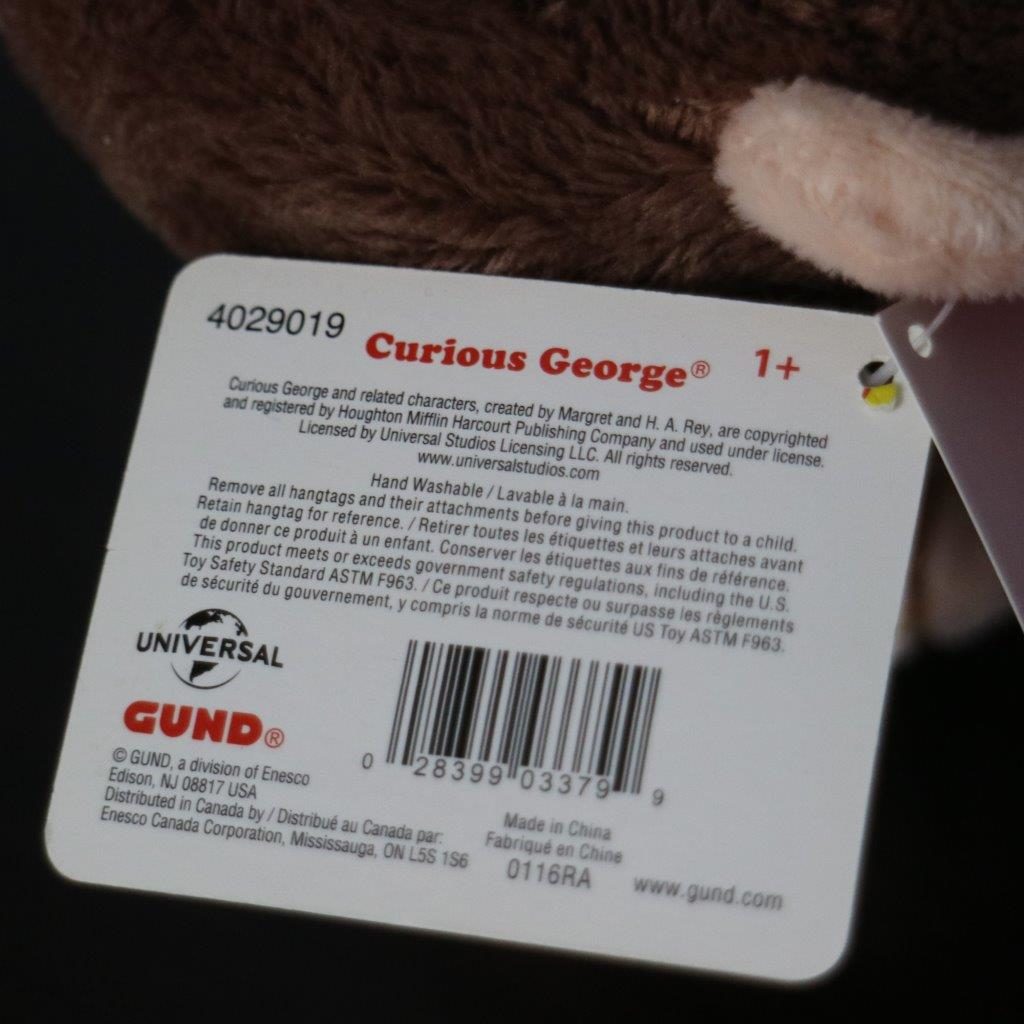 4029019
Curious George® 1+
Curious George and related characters, created by Margret and H. A. Rey, are copyrighted
and registered by Houghton Mifflin Harcourt Publishing Company and used under license.
Licensed by Universal Studios Licensing LLC. All rights reserved.
www.universalstudios.com
Hand Washable / Lavable à la main.
Remove all hangtags and their attachments before giving this product to a child.
Retain hangtag for reference. / Retirer toutes les étiquettes et leurs attaches avant
de donner ce produit à un enfant. Conserver les étiquettes aux fins de référence.
This product meets or exceeds government safety regulations, including the U.S.
Toy Safety Standard ASTM F963. / Ce produit respecte ou surpasse les règlements
de sécurité du gouvernement, y compris la norme de sécurité US Toy ASTM F963.
UNIVERSAL
GUND®
© GUND, a division of Enesco
Edison, NJ 08817 USA
Distributed in Canada by / Distribué au Canada par:
Enesco Canada Corporation, Mississauga, ON L5S 1S6
0 28399 03379 9
Made in China
Fabriqué en Chine
0116RA
www.gund.com